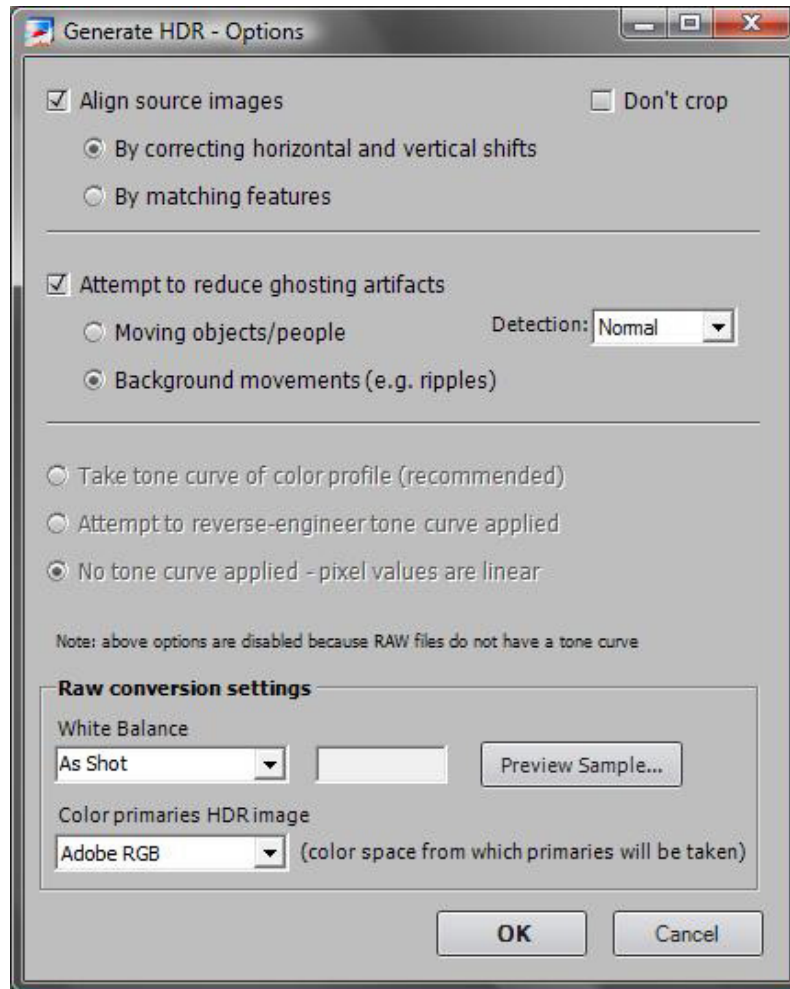 Generate HDR - Options
Align source images
Don't crop
By correcting horizontal and vertical shifts
By matching features
Attempt to reduce ghosting artifacts
Moving objects/people
Detection: Normal
Background movements (e.g. ripples)
Take tone curve of color profile (recommended)
Attempt to reverse-engineer tone curve applied
No tone curve applied - pixel values are linear
Note: above options are disabled because RAW files do not have a tone curve
Raw conversion settings
White Balance
As Shot
Preview Sample...
Color primaries HDR image
Adobe RGB (color space from which primaries will be taken)
OK
Cancel